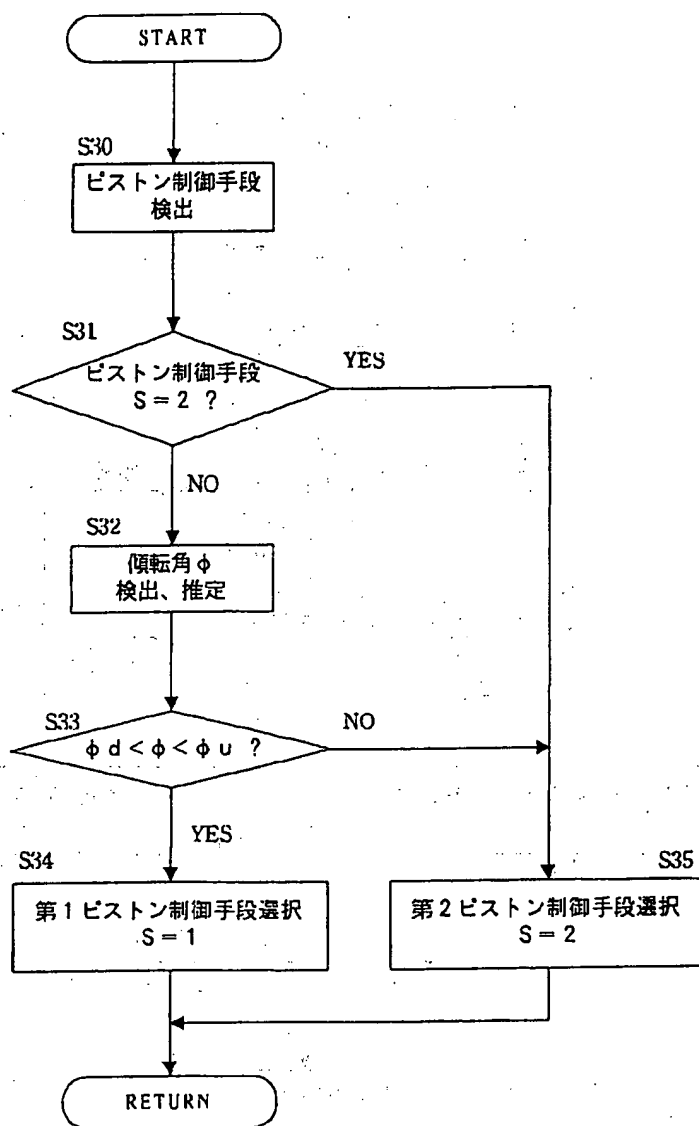 START
S30
ピストン制御手段
検出
S31
ピストン制御手段
S=2 ?
YES
NO
S32
傾転角φ
検出、推定
S33
φd<φ<φu ?
NO
YES
S34
第1ピストン制御手段選択
S=1
S35
第2ピストン制御手段選択
S=2
RETURN